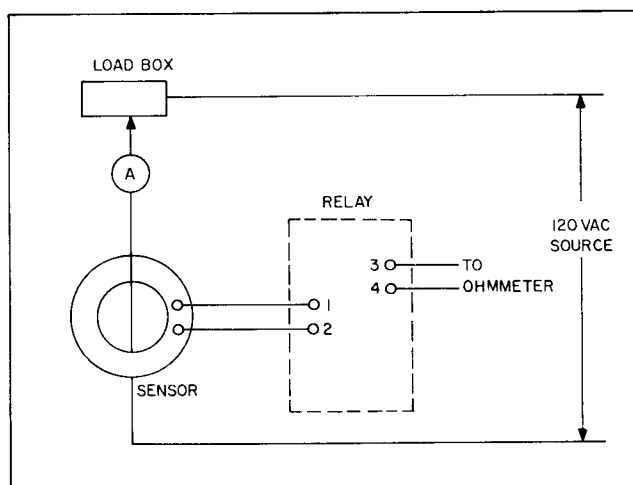 LOAD BOX
A
RELAY
3 TO
4 OHMMETER
120 VAC
SOURCE
1
2
SENSOR